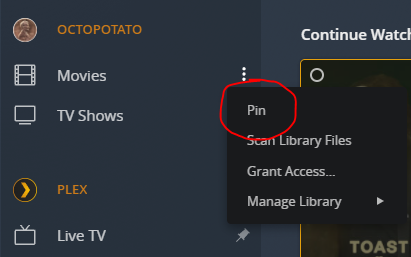 OCTOPOTATO
Continue Watch
Movies
Pin
TV Shows
Scan Library Files
Grant Access...
PLEX
Manage Library
Live TV
TOAST